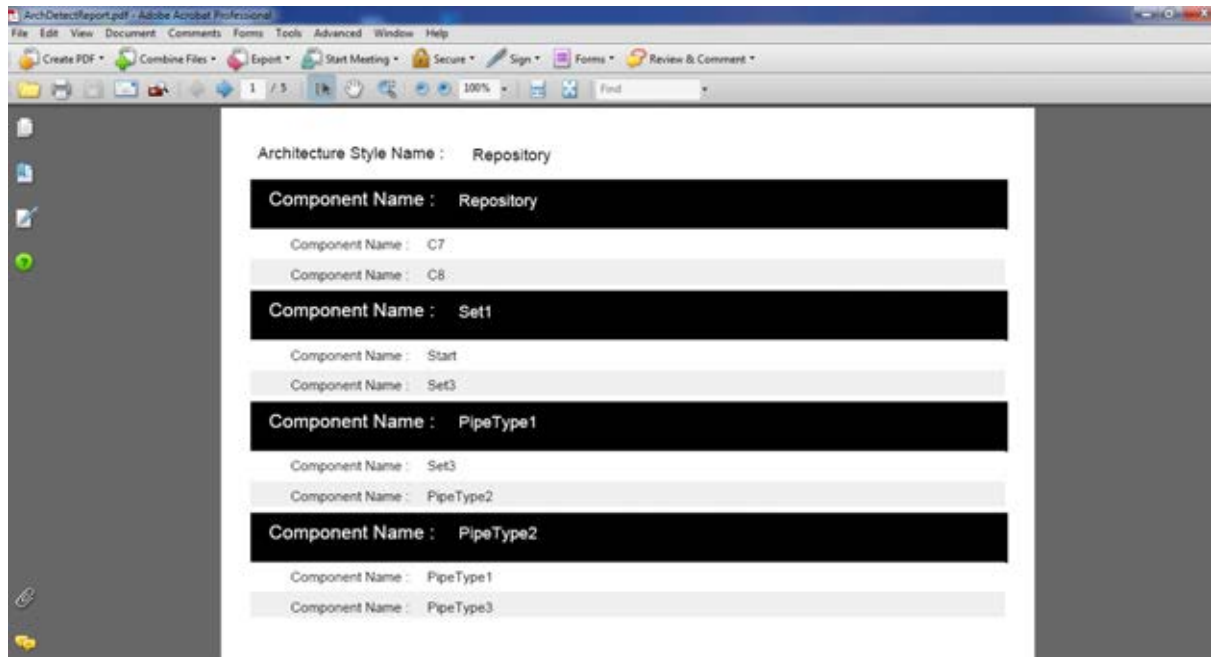 ArchDetectReport.pdf - Adobe Acrobat Professional
File Edit View Document Comments Forms Tools Advanced Window Help
Create PDF Combine Files Export Start Meeting Secure Sign Forms Review & Comment
1 / 5 100% Find
Architecture Style Name : Repository
Component Name : Repository
Component Name : C7
Component Name : C8
Component Name : Set1
Component Name : Start
Component Name : Set3
Component Name : PipeType1
Component Name : Set3
Component Name : PipeType2
Component Name : PipeType2
Component Name : PipeType1
Component Name : PipeType3